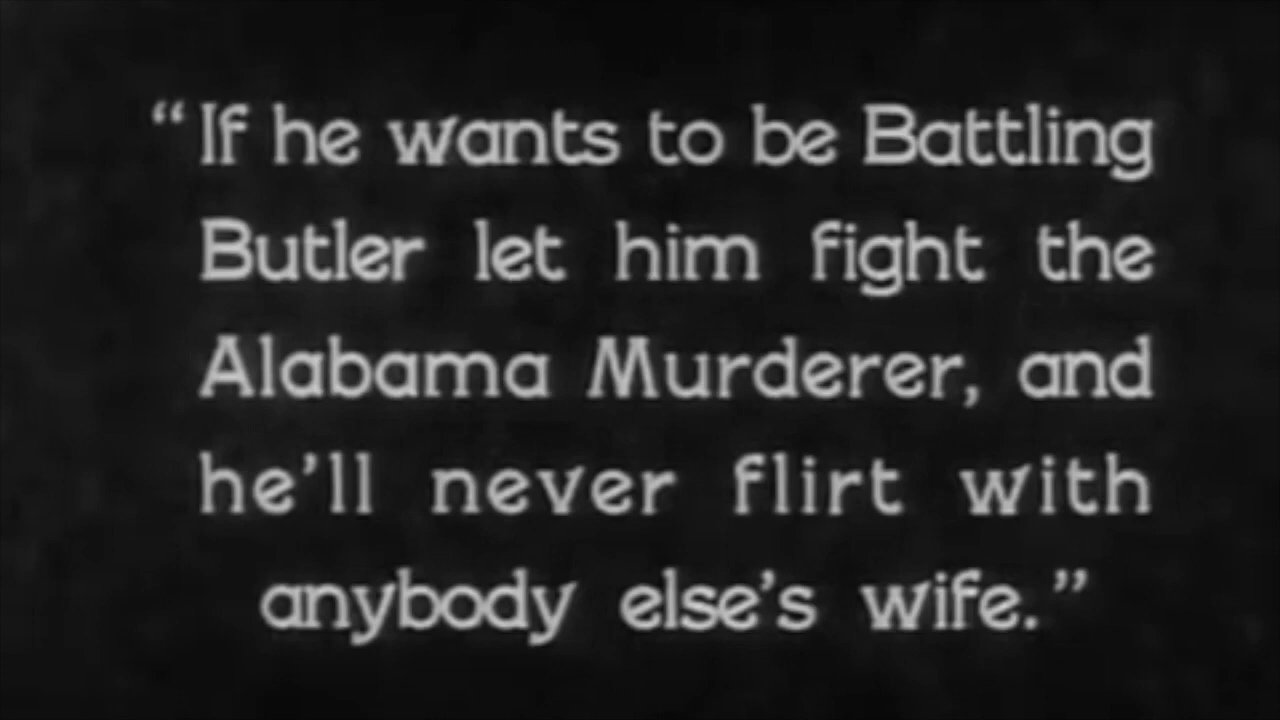 “If he wants to be Battling
Butler let him fight the
Alabama Murderer, and
he’ll never flirt with
anybody else’s wife.”